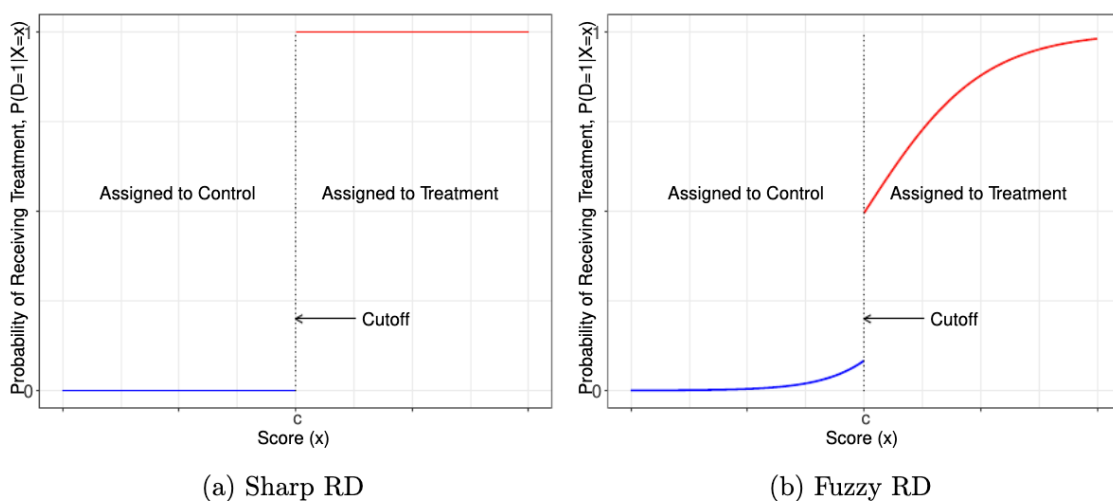 Probability of Receiving Treatment, P(D=1|X=x)
1
Assigned to Control
Assigned to Treatment
Cutoff
0
c
Score (x)
(a) Sharp RD
Probability of Receiving Treatment, P(D=1|X=x)
1
Assigned to Control
Assigned to Treatment
Cutoff
0
c
Score (x)
(b) Fuzzy RD